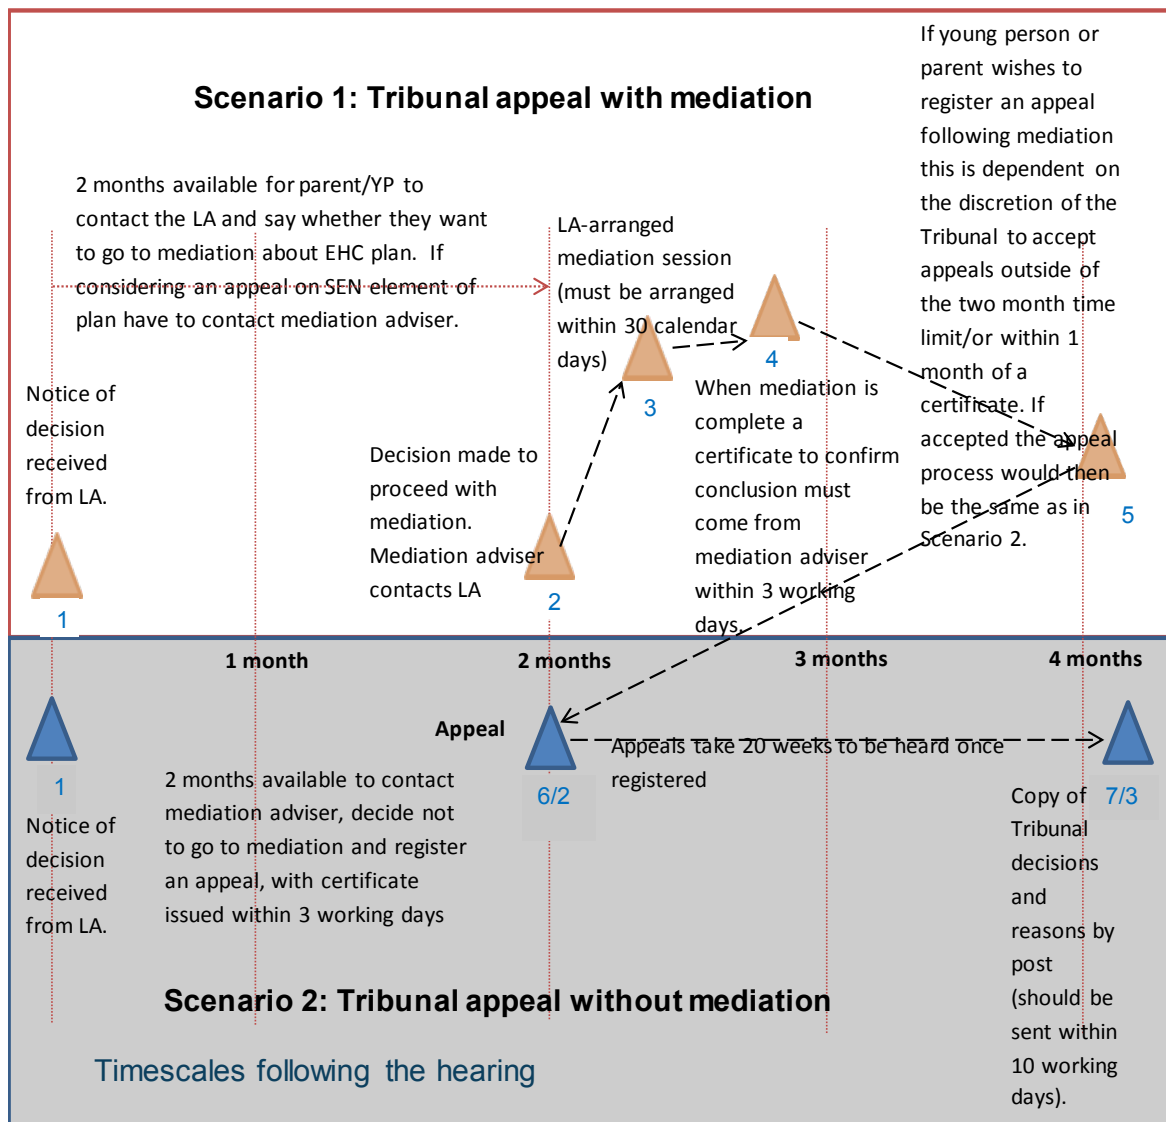 Scenario 1: Tribunal appeal with mediation
2 months available for parent/YP to
contact the LA and say whether they want
to go to mediation about EHC plan. If
considering an appeal on SEN element of
plan have to contact mediation adviser.
Notice of
decision
received
from LA.
1
Decision made to
proceed with
mediation.
Mediation adviser
contacts LA
2
LA-arranged
mediation session
(must be arranged
within 30 calendar
days)
3
4
When mediation is
complete a
certificate to confirm
conclusion must
come from
mediation adviser
within 3 working
days.
If young person or
parent wishes to
register an appeal
following mediation
this is dependent on
the discretion of the
Tribunal to accept
appeals outside of
the two month time
limit/or within 1
month of a
certificate. If
accepted the appeal
process would then
be the same as in
Scenario 2.
5
1 month
2 months
3 months
4 months
1
Notice of
decision
received
from LA.
2 months available to contact
mediation adviser, decide not
to go to mediation and register
an appeal, with certificate
issued within 3 working days
Appeal
6/2
Appeals take 20 weeks to be heard once
registered
7/3
Copy of
Tribunal
decisions
and
reasons by
post
(should be
sent within
10 working
days).
Scenario 2: Tribunal appeal without mediation
Timescales following the hearing